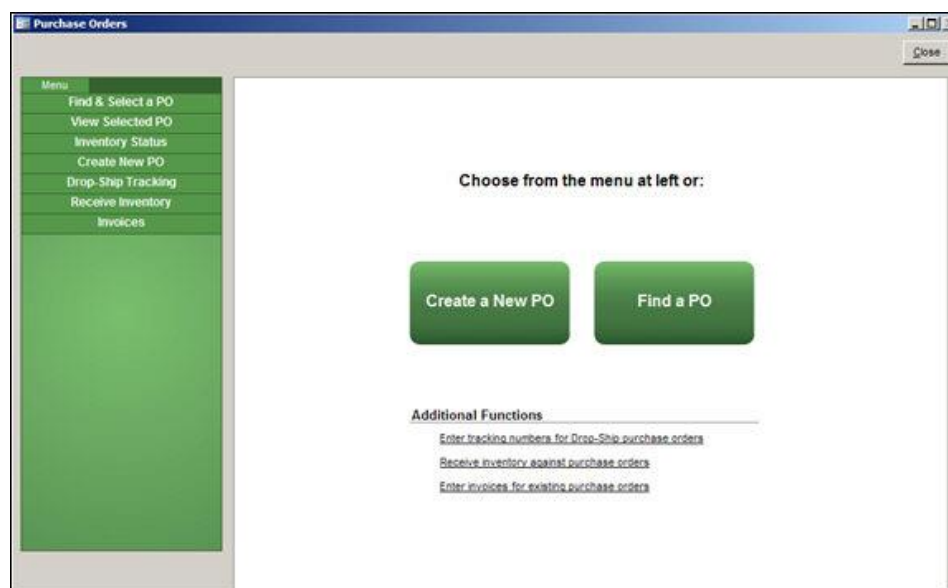 Purchase Orders
Close
Menu
Find & Select a PO
View Selected PO
Inventory Status
Create New PO
Drop-Ship Tracking
Receive Inventory
Invoices
Choose from the menu at left or:
Create a New PO
Find a PO
Additional Functions
Enter tracking numbers for Drop-Ship purchase orders
Receive inventory against purchase orders
Enter invoices for existing purchase orders